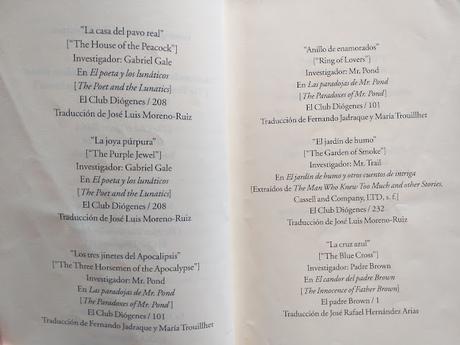 “La casa del pavo real”
[“The House of the Peacock”]
Investigador: Gabriel Gale
En El poeta y los lunáticos
[The Poet and the Lunatics]
El Club Diógenes / 208
Traducción de José Luis Moreno-Ruiz
“La joya púrpura”
[“The Purple Jewel”]
Investigador: Gabriel Gale
En El poeta y los lunáticos
[The Poet and the Lunatics]
El Club Diógenes / 208
Traducción de José Luis Moreno-Ruiz
“Los tres jinetes del Apocalipsis”
[“The Three Horsemen of the Apocalypse”]
Investigador: Mr. Pond
En Las paradojas de Mr. Pond
[The Paradoxes of Mr. Pond]
El Club Diógenes / 101
Traducción de Fernando Jadraque y María Trouillhet
“Anillo de enamorados”
[“Ring of Lovers”]
Investigador: Mr. Pond
En Las paradojas de Mr. Pond
[The Paradoxes of Mr. Pond]
El Club Diógenes / 101
Traducción de Fernando Jadraque y María Trouillhet
“El jardín de humo”
[“The Garden of Smoke”]
Investigador: Mr. Trail
En El jardín de humo y otros cuentos de intriga
[Extraídos de The Man Who Knew Too Much and other Stories.
Cassell and Company, LTD, s. f.]
El Club Diógenes / 232
Traducción de José Luis Moreno-Ruiz
“La cruz azul”
[“The Blue Cross”]
Investigador: Padre Brown
En El candor del padre Brown
[The Innocence of Father Brown]
El padre Brown / 1
Traducción de José Rafael Hernández Arias